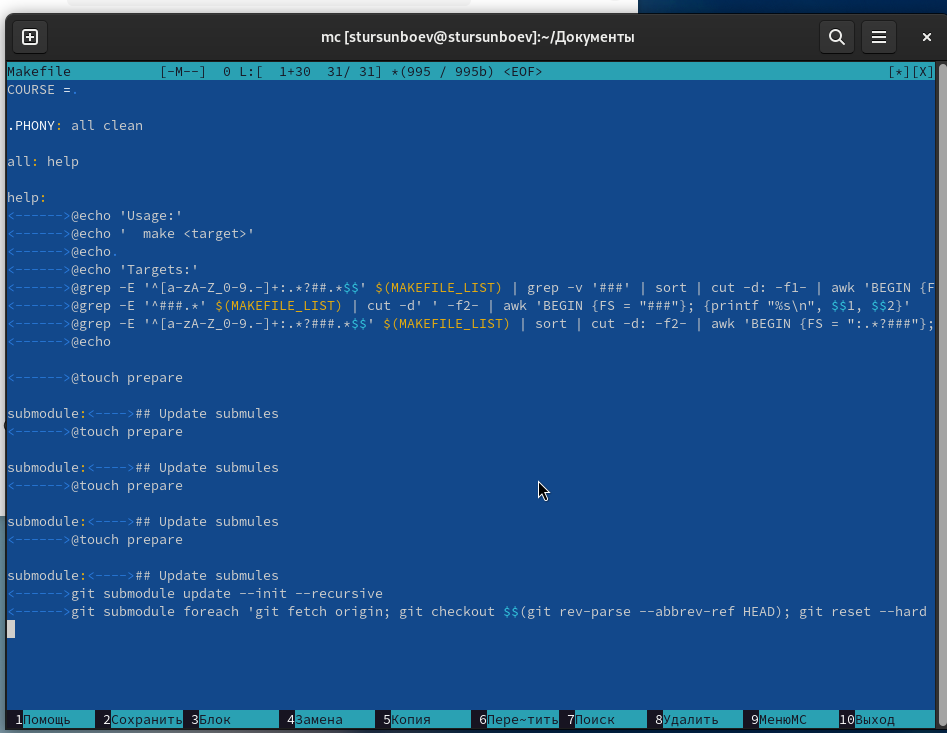 mc [stursunboev@stursunboev]:~/Документы
Makefile [-M--] 0 L:[ 1+30 31/ 31] *(995 / 995b) <EOF> [*][X]
COURSE =.
.PHONY: all clean
all: help
help:
<------>@echo 'Usage:'
<------>@echo '  make <target>'
<------>@echo.
<------>@echo 'Targets:'
<------>@grep -E '^[a-zA-Z_0-9.-]+:.*?##.*$$' $(MAKEFILE_LIST) | grep -v '###' | sort | cut -d: -f1- | awk 'BEGIN {F
<------>@grep -E '^###.*' $(MAKEFILE_LIST) | cut -d' ' -f2- | awk 'BEGIN {FS = "###"}; {printf "%s\n", $$1, $$2}'
<------>@grep -E '^[a-zA-Z_0-9.-]+:.*?###.*$$' $(MAKEFILE_LIST) | sort | cut -d: -f2- | awk 'BEGIN {FS = ":.*?###"};
<------>@echo
<------>@touch prepare
submodule:<---->## Update submules
<------>@touch prepare
submodule:<---->## Update submules
<------>@touch prepare
submodule:<---->## Update submules
<------>@touch prepare
submodule:<---->## Update submules
<------>git submodule update --init --recursive
<------>git submodule foreach 'git fetch origin; git checkout $$(git rev-parse --abbrev-ref HEAD); git reset --hard
1Помощь 2Сохранить 3Блок 4Замена 5Копия 6Пере~тить 7Поиск 8Удалить 9МенюMC 10Выход